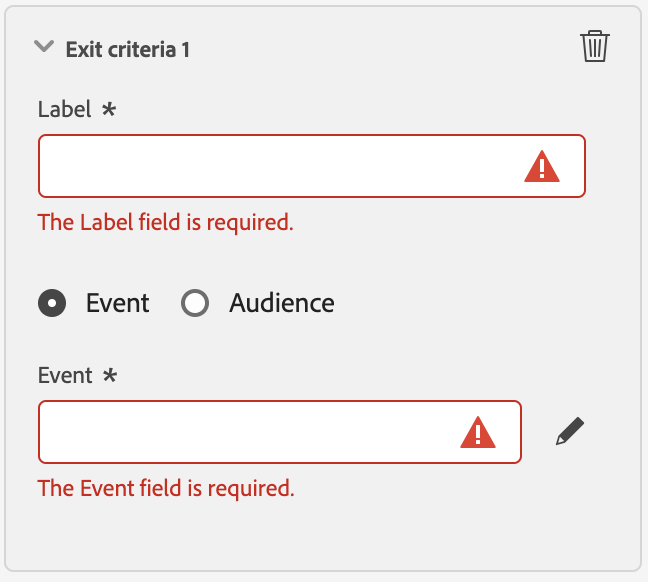 Exit criteria 1
Label *
The Label field is required.
Event
Audience
Event *
The Event field is required.